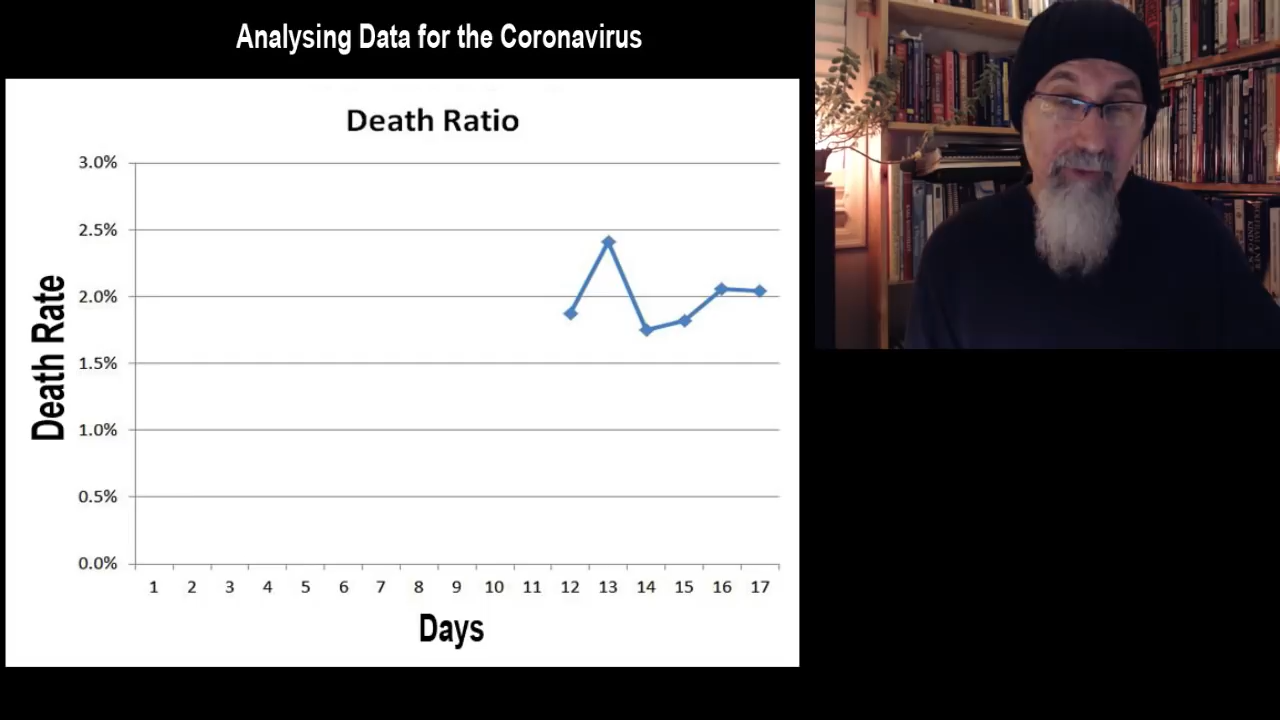 Analysing Data for the Coronavirus
Death Ratio
Death Rate
3.0%
2.5%
2.0%
1.5%
1.0%
0.5%
0.0%
1 2 3 4 5 6 7 8 9 10 11 12 13 14 15 16 17
Days